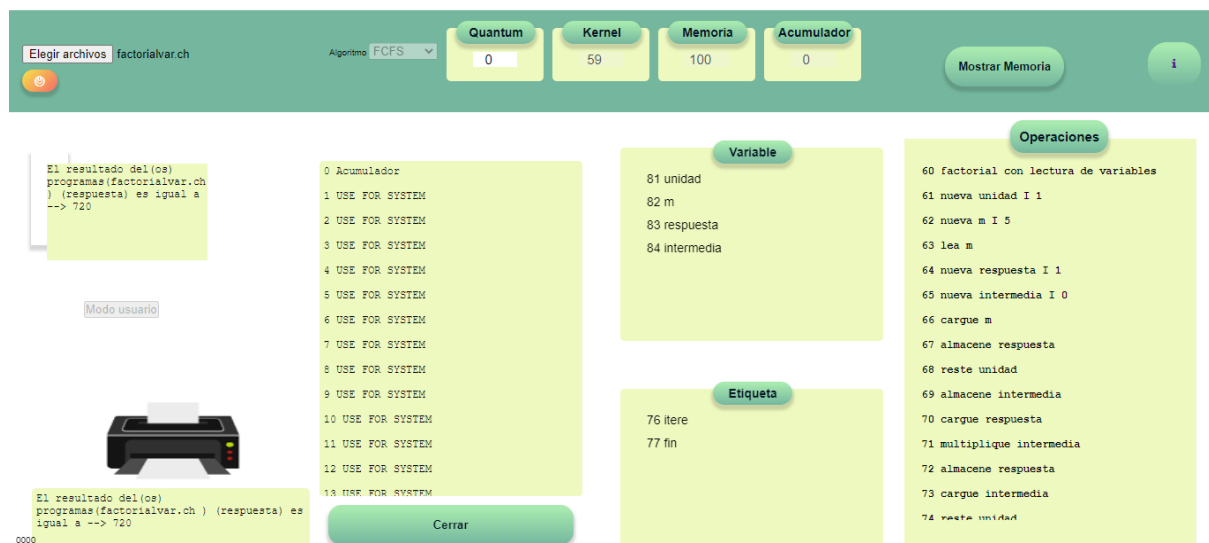 Elegir archivos factorialvar.ch
Algoritmo FCFS
Quantum
0
Kernel
59
Memoria
100
Acumulador
0
Mostrar Memoria
i
El resultado del(os)
programas(factorialvar.ch
) (respuesta) es igual a
--> 720
Modo usuario
El resultado del(os)
programas(factorialvar.ch ) (respuesta) es
igual a --> 720
0000
0 Acumulador
1 USE FOR SYSTEM
2 USE FOR SYSTEM
3 USE FOR SYSTEM
4 USE FOR SYSTEM
5 USE FOR SYSTEM
6 USE FOR SYSTEM
7 USE FOR SYSTEM
8 USE FOR SYSTEM
9 USE FOR SYSTEM
10 USE FOR SYSTEM
11 USE FOR SYSTEM
12 USE FOR SYSTEM
13 USE FOR SYSTEM
Cerrar
Variable
81 unidad
82 m
83 respuesta
84 intermedia
Etiqueta
76 itere
77 fin
Operaciones
60 factorial con lectura de variables
61 nueva unidad I 1
62 nueva m I 5
63 lea m
64 nueva respuesta I 1
65 nueva intermedia I 0
66 cargue m
67 almacene respuesta
68 reste unidad
69 almacene intermedia
70 cargue respuesta
71 multiplique intermedia
72 almacene respuesta
73 cargue intermedia
74 reste unidad